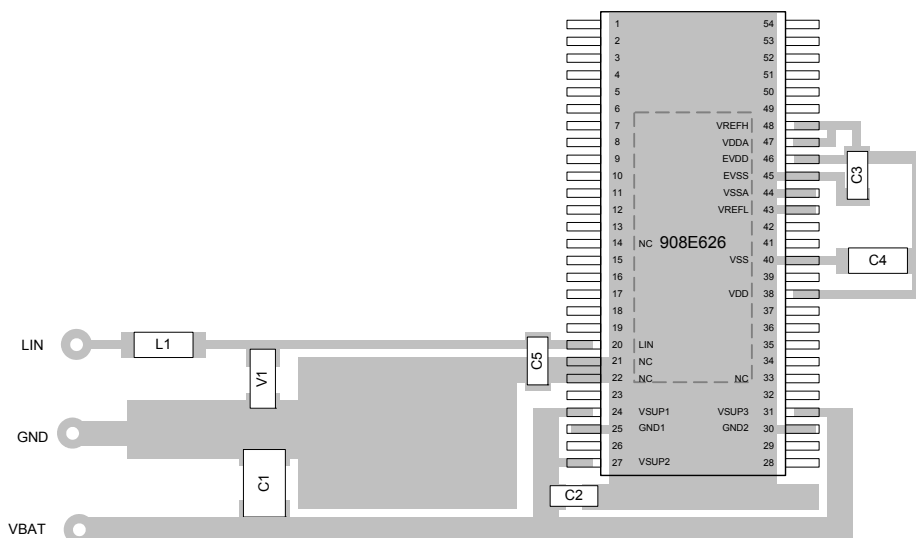 1 54
2 53
3 52
4 51
5 50
6 49
7 VREFH 48
8 VDDA 47
9 EVDD 46
10 EVSS 45
C3
11 VSSA 44
12 VREFL 43
13 42
14 NC 908E626 41
15 VSS 40
C4
16 39
17 VDD 38
18 37
19 36
LIN L1 20 LIN 35
C5
21 NC 34
V1
22 NC NC 33
23 32
24 VSUP1 VSUP3 31
GND 25 GND1 GND2 30
26 29
27 VSUP2 28
C1
C2
VBAT